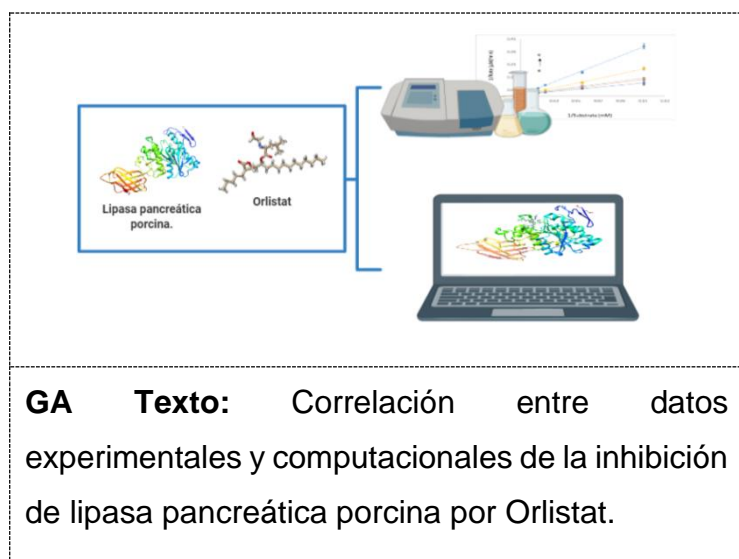 Lipasa pancreática
porcina.
Orlistat
GA Texto: Correlación entre datos
experimentales y computacionales de la inhibición
de lipasa pancreática porcina por Orlistat.